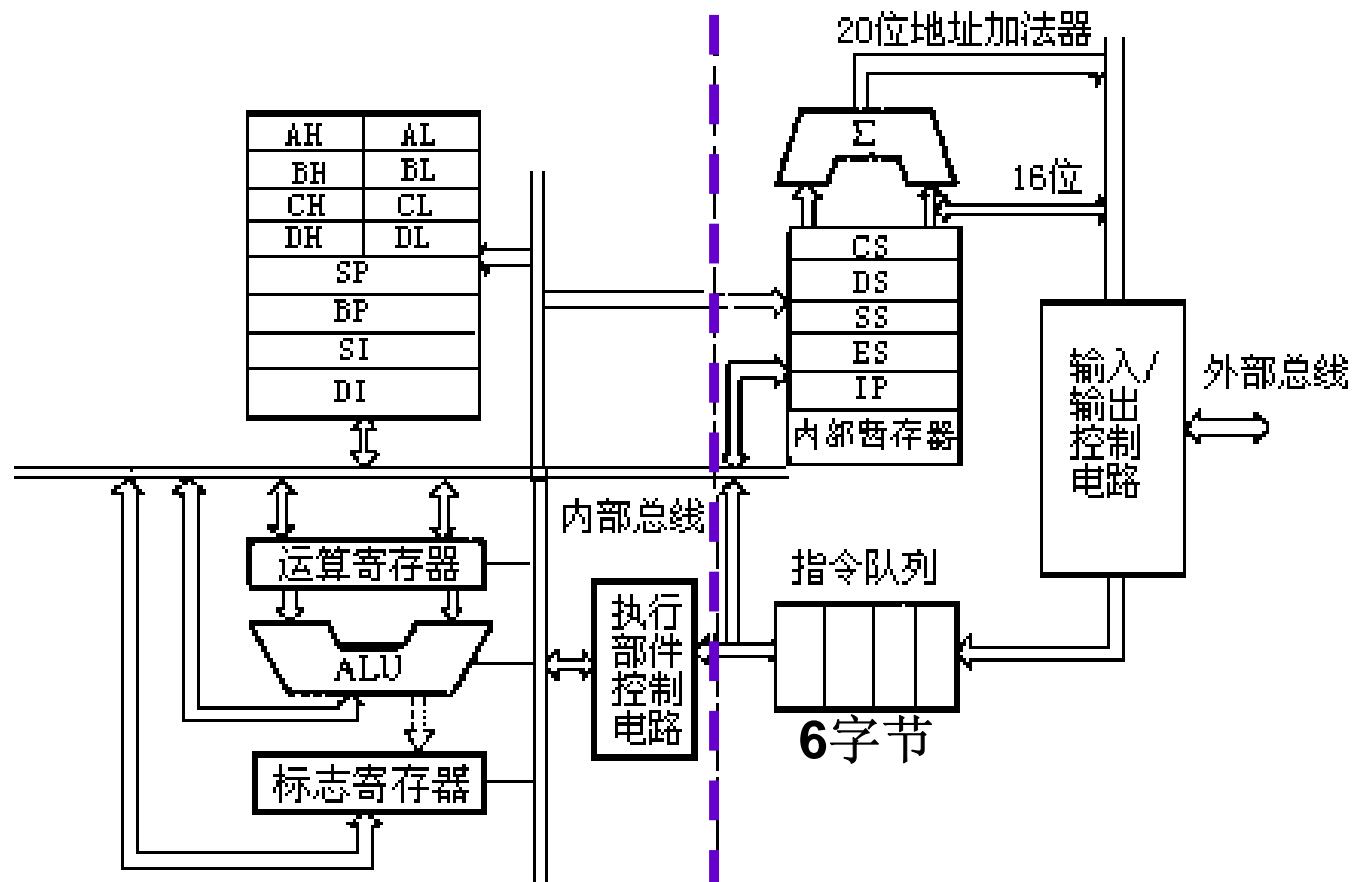 20位地址加法器
Σ
AH AL
BH BL
CH CL
DH DL
SP
BP
SI
DI
16位
CS
DS
SS
ES
IP
内部暂存器
输入/
输出
控制
电路
外部总线
内部总线
运算寄存器
ALU
标志寄存器
执行
部件
控制
电路
指令队列
6字节